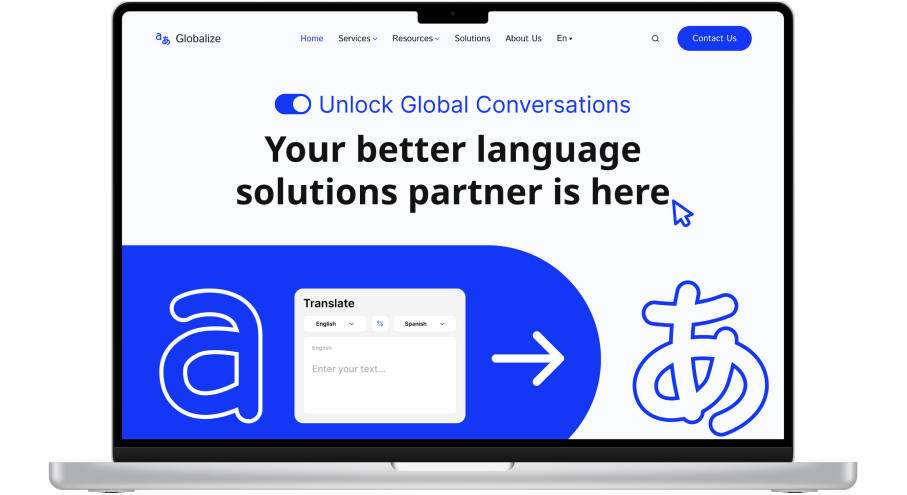 aあ Globalize
Home Services Resources Solutions About Us En
Contact Us
Unlock Global Conversations
Your better language
solutions partner is here
a
Translate
English Spanish
English
Enter your text...
あ